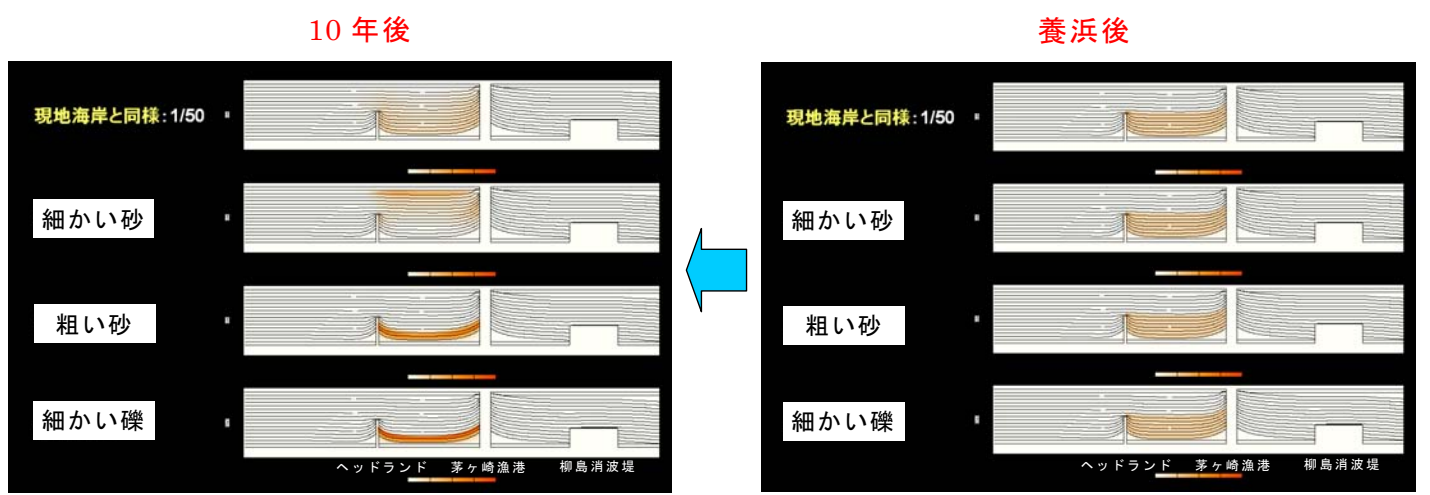 10 年後
現地海岸と同様:1/50
細かい砂
粗い砂
細かい礫
ヘッドランド 茅ヶ崎漁港 柳島消波堤
養浜後
現地海岸と同様:1/50
細かい砂
粗い砂
細かい礫
ヘッドランド 茅ヶ崎漁港 柳島消波堤